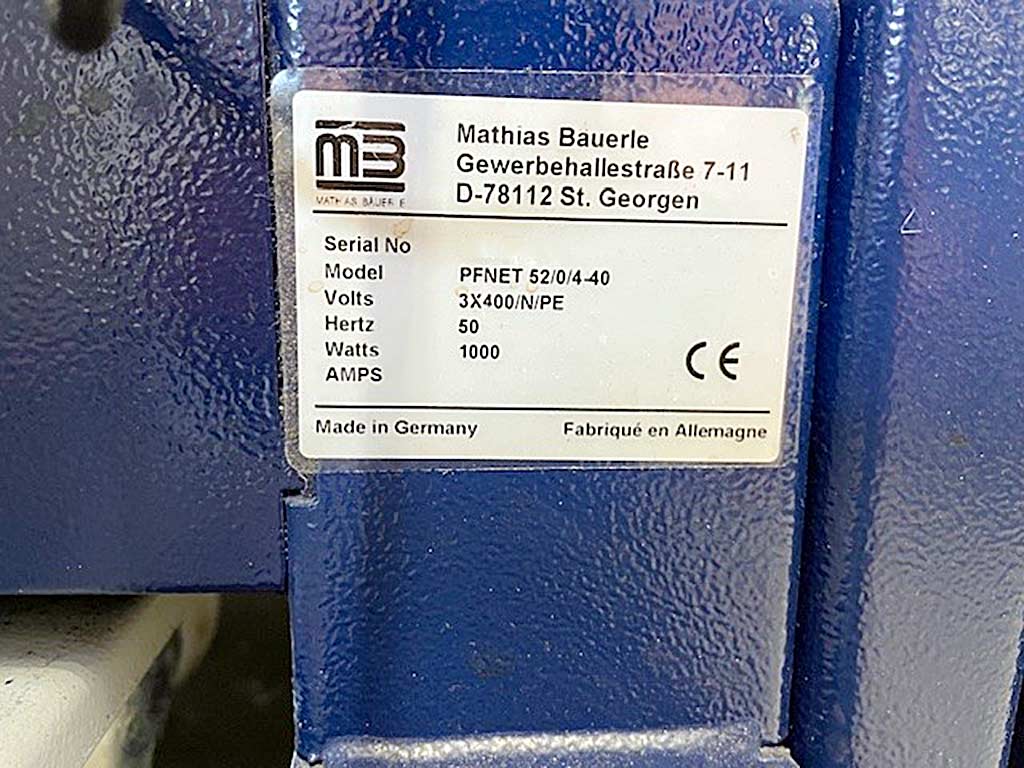 MB
MATHIAS BÄUERLE
Mathias Bauerle
Gewerbehallestraße 7-11
D-78112 St. Georgen
Serial No
Model PFNET 52/0/4-40
Volts 3X400/N/PE
Hertz 50
Watts 1000
AMPS
CE
Made in Germany Fabriqué en Allemagne